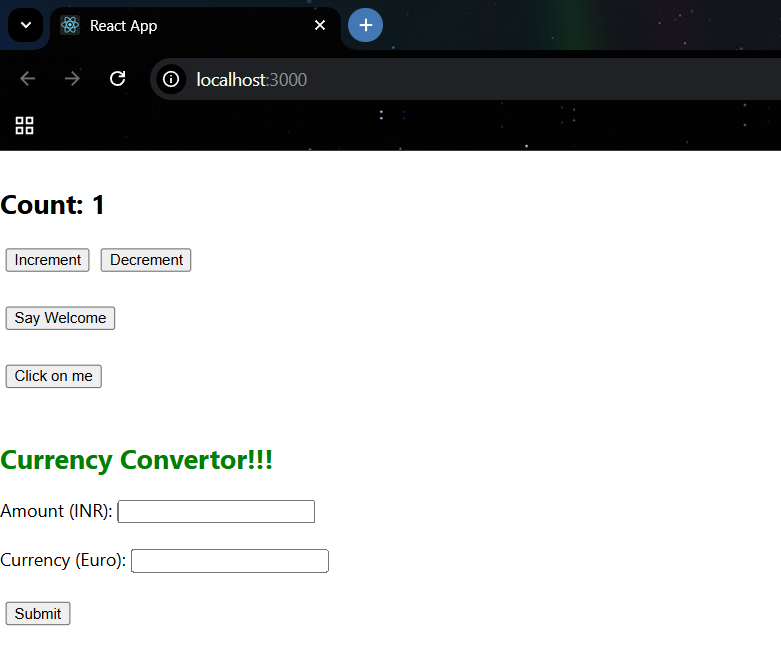 React App
localhost:3000
Count: 1
Increment Decrement
Say Welcome
Click on me
Currency Convertor!!!
Amount (INR):
Currency (Euro):
Submit